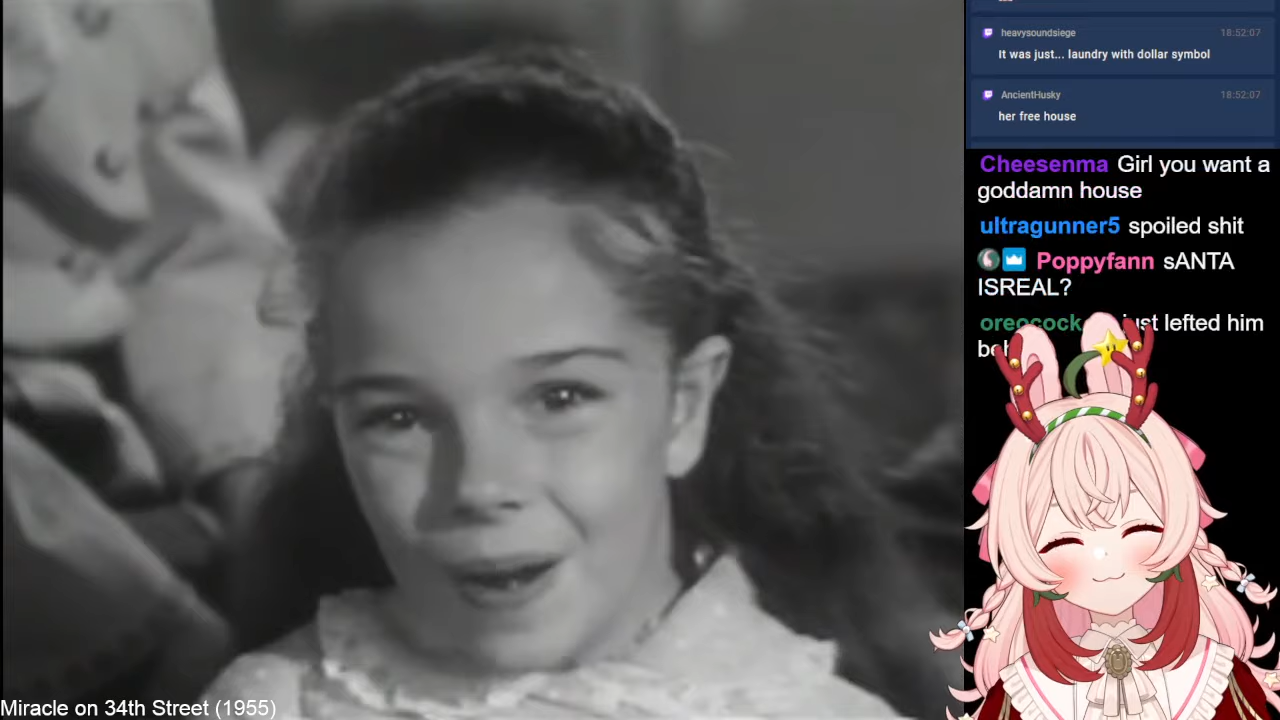 heavysoundsiege 18:52:07
It was just... laundry with dollar symbol
AncientHusky 18:52:07
her free house
Cheesenma Girl you want a
goddamn house
ultragunner5 spoiled shit
Poppyfann sANTA
ISREAL?
oreocock just lefted him
Miracle on 34th Street (1955)